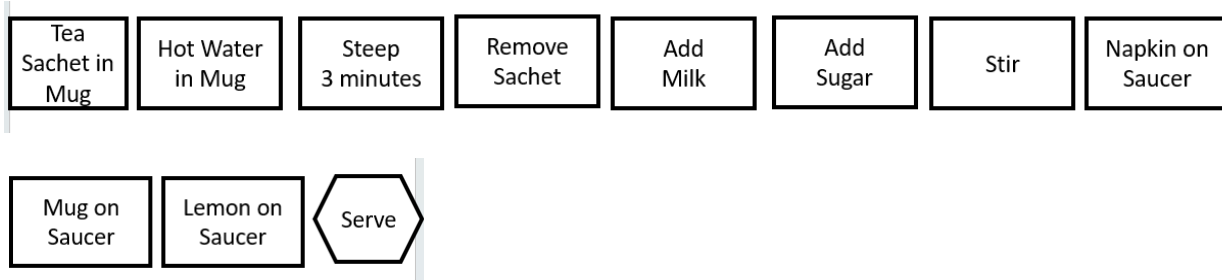 Tea
Sachet in
Mug
Hot Water
in Mug
Steep
3 minutes
Remove
Sachet
Add
Milk
Add
Sugar
Stir
Napkin on
Saucer
Mug on
Saucer
Lemon on
Saucer
Serve